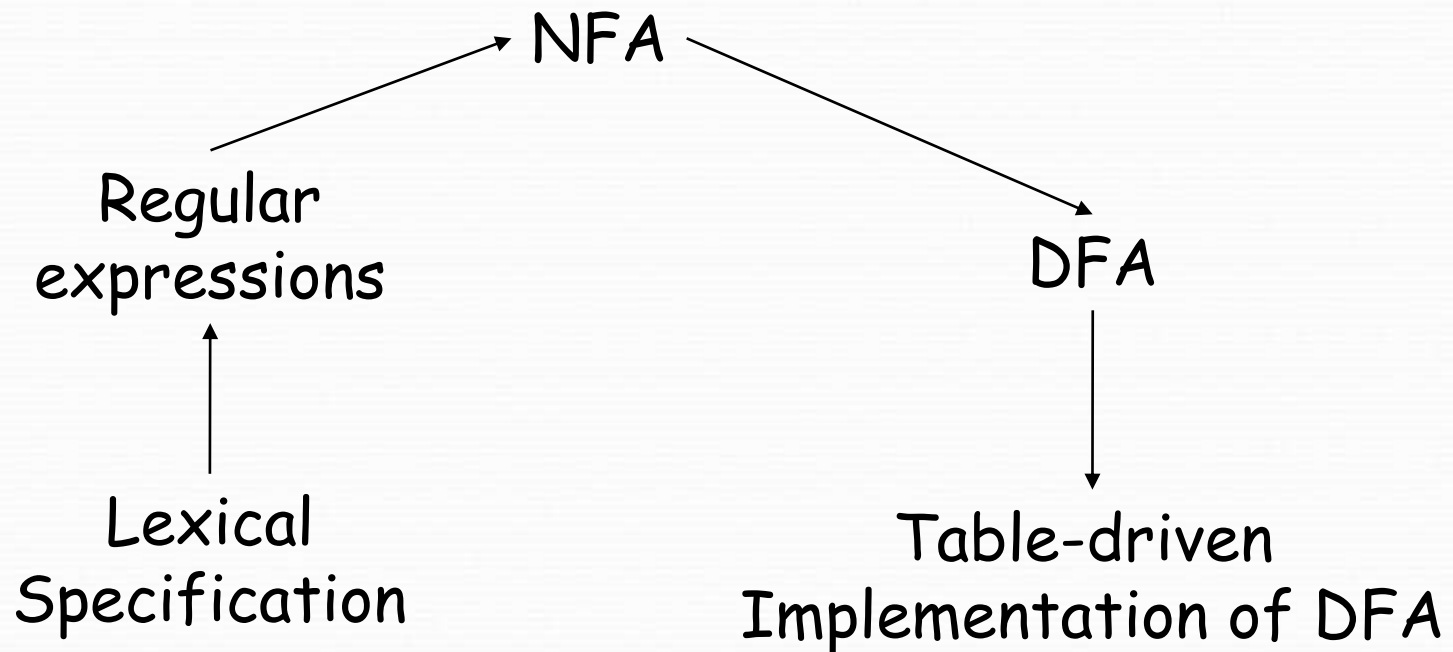 NFA
Regular
expressions
DFA
Lexical
Specification
Table-driven
Implementation of DFA